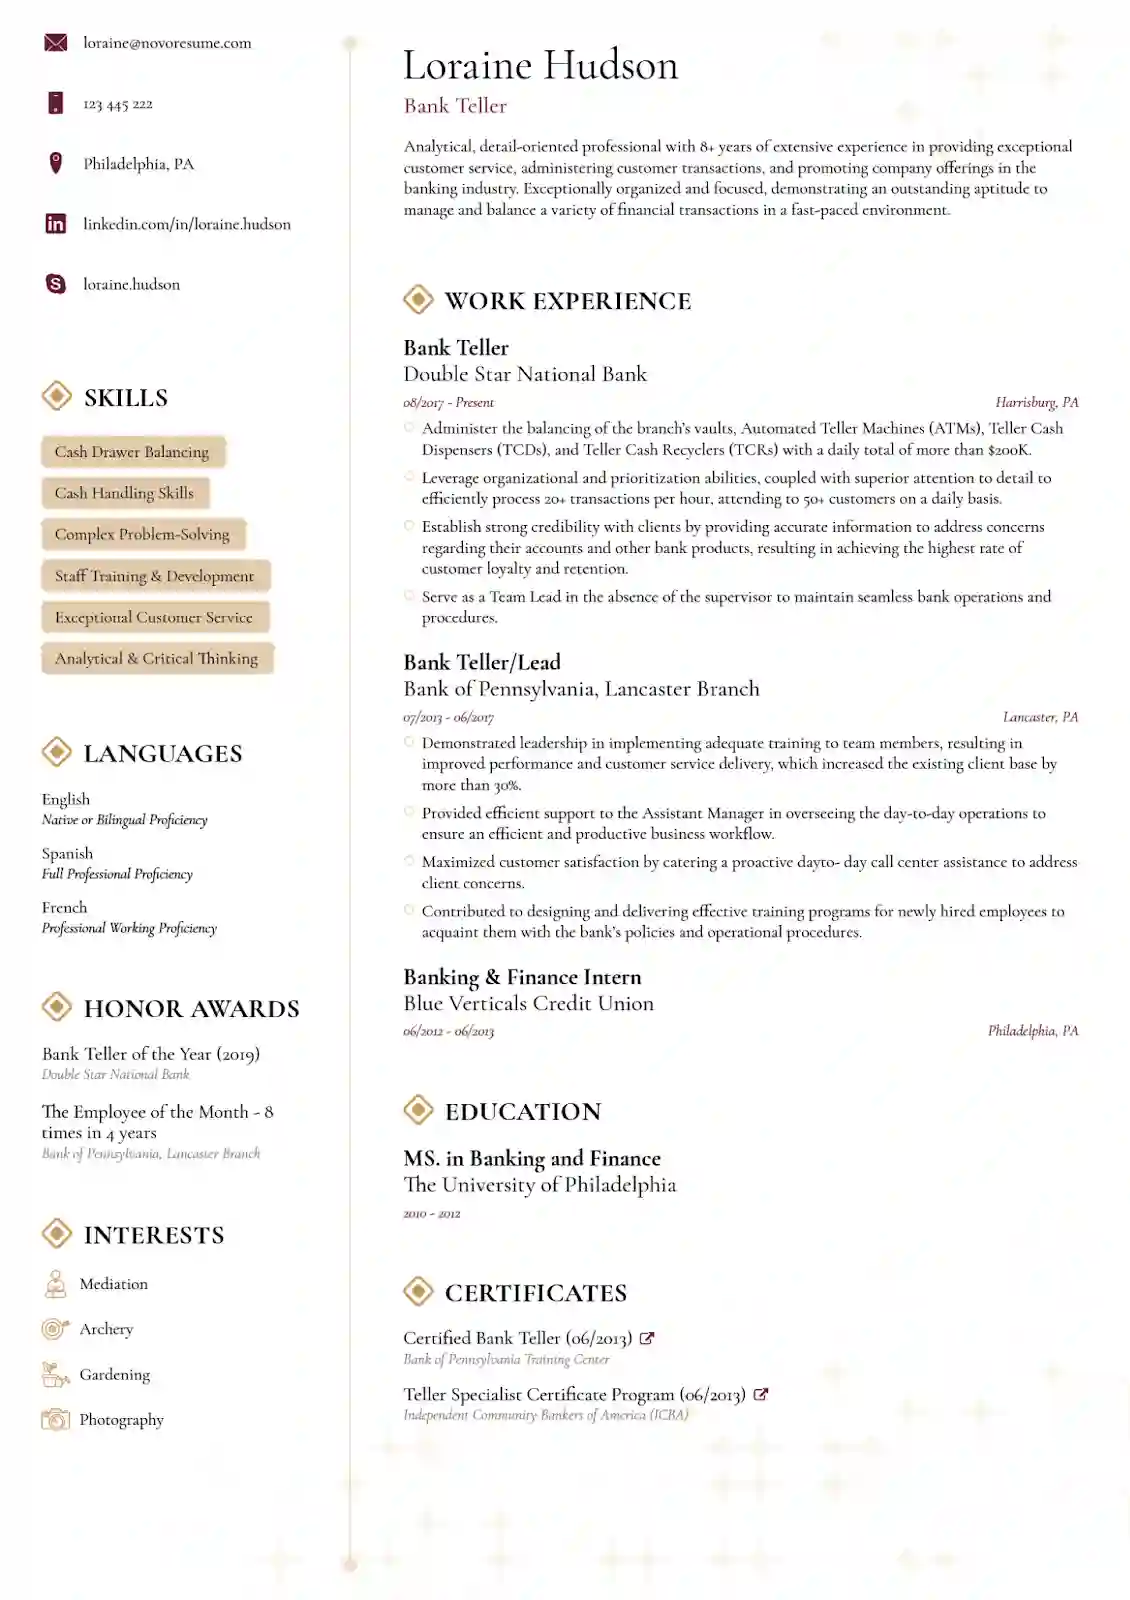 loraine@novoresume.com
123 445 222
Philadelphia, PA
linkedin.com/in/loraine.hudson
loraine.hudson
SKILLS
Cash Drawer Balancing
Cash Handling Skills
Complex Problem-Solving
Staff Training & Development
Exceptional Customer Service
Analytical & Critical Thinking
LANGUAGES
English
Native or Bilingual Proficiency
Spanish
Full Professional Proficiency
French
Professional Working Proficiency
HONOR AWARDS
Bank Teller of the Year (2019)
Double Star National Bank
The Employee of the Month - 8
times in 4 years
Bank of Pennsylvania, Lancaster Branch
INTERESTS
Mediation
Archery
Gardening
Photography
Loraine Hudson
Bank Teller
Analytical, detail-oriented professional with 8+ years of extensive experience in providing exceptional
customer service, administering customer transactions, and promoting company offerings in the
banking industry. Exceptionally organized and focused, demonstrating an outstanding aptitude to
manage and balance a variety of financial transactions in a fast-paced environment.
WORK EXPERIENCE
Bank Teller
Double Star National Bank
08/2017 - Present Harrisburg, PA
Administer the balancing of the branch's vaults, Automated Teller Machines (ATMs), Teller Cash
Dispensers (TCDs), and Teller Cash Recyclers (TCRs) with a daily total of more than $200K.
Leverage organizational and prioritization abilities, coupled with superior attention to detail to
efficiently process 20+ transactions per hour, attending to 50+ customers on a daily basis.
Establish strong credibility with clients by providing accurate information to address concerns
regarding their accounts and other bank products, resulting in achieving the highest rate of
customer loyalty and retention.
Serve as a Team Lead in the absence of the supervisor to maintain seamless bank operations and
procedures.
Bank Teller/Lead
Bank of Pennsylvania, Lancaster Branch
07/2013 - 06/2017 Lancaster, PA
Demonstrated leadership in implementing adequate training to team members, resulting in
improved performance and customer service delivery, which increased the existing client base by
more than 30%.
Provided efficient support to the Assistant Manager in overseeing the day-to-day operations to
ensure an efficient and productive business workflow.
Maximized customer satisfaction by catering a proactive dayto- day call center assistance to address
client concerns.
Contributed to designing and delivering effective training programs for newly hired employees to
acquaint them with the bank's policies and operational procedures.
Banking & Finance Intern
Blue Verticals Credit Union
06/2012 - 06/2013 Philadelphia, PA
EDUCATION
MS. in Banking and Finance
The University of Philadelphia
2010 - 2012
CERTIFICATES
Certified Bank Teller (06/2013)
Bank of Pennsylvania Training Center
Teller Specialist Certificate Program (06/2013)
Independent Community Bankers of America (ICBA)